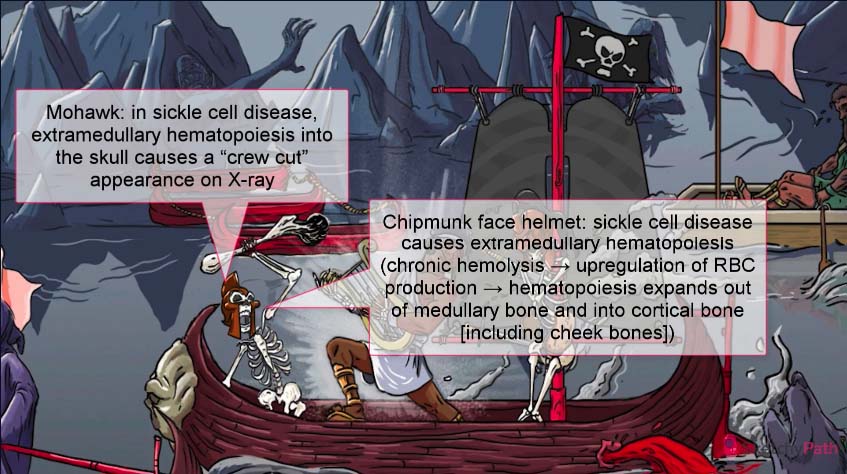 Mohawk: in sickle cell disease,
extramedullary hematopoiesis into
the skull causes a “crew cut”
appearance on X-ray
Chipmunk face helmet: sickle cell disease
causes extramedullary hematopoiesis
(chronic hemolysis → upregulation of RBC
production → hematopoiesis expands out
of medullary bone and into cortical bone
[including cheek bones])
Path